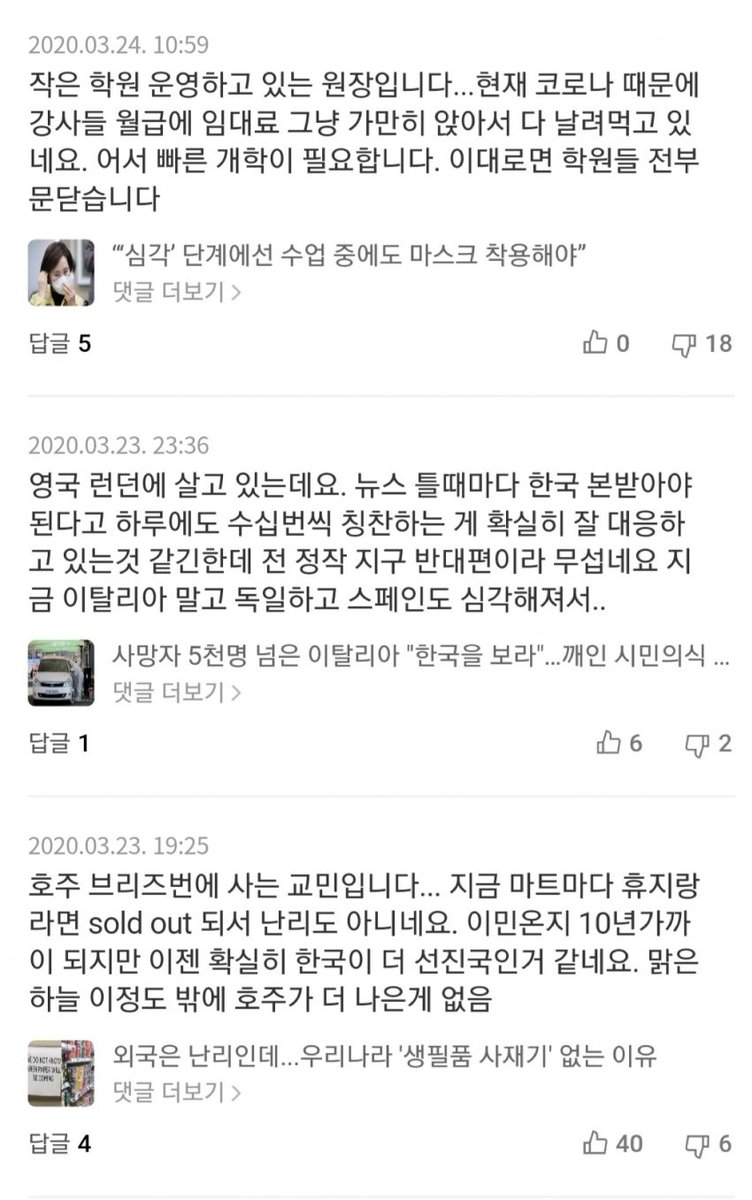 2020.03.24. 10:59
작은 학원 운영하고 있는 원장입니다...현재 코로나 때문에
강사들 월급에 임대료 그냥 가만히 앉아서 다 날려먹고 있
네요. 어서 빠른 개학이 필요합니다. 이대로면 학원들 전부
문닫습니다
“‘심각’ 단계에선 수업 중에도 마스크 착용해야”
댓글 더보기 >
답글 5
0
18
2020.03.23. 23:36
영국 런던에 살고 있는데요. 뉴스 틀때마다 한국 본받아야
된다고 하루에도 수십번씩 칭찬하는 게 확실히 잘 대응하
고 있는것 같긴한데 전 정작 지구 반대편이라 무섭네요 지
금 이탈리아 말고 독일하고 스페인도 심각해져서..
사망자 5천명 넘은 이탈리아 "한국을 보라"...깨인 시민의식 ...
댓글 더보기 >
답글 1
6
2
2020.03.23. 19:25
호주 브리즈번에 사는 교민입니다... 지금 마트마다 휴지랑
라면 sold out 되서 난리도 아니네요. 이민온지 10년가까
이 되지만 이젠 확실히 한국이 더 선진국인거 같네요. 맑은
하늘 이정도 밖에 호주가 더 나은게 없음
외국은 난리인데...우리나라 '생필품 사재기' 없는 이유
댓글 더보기 >
답글 4
40
6